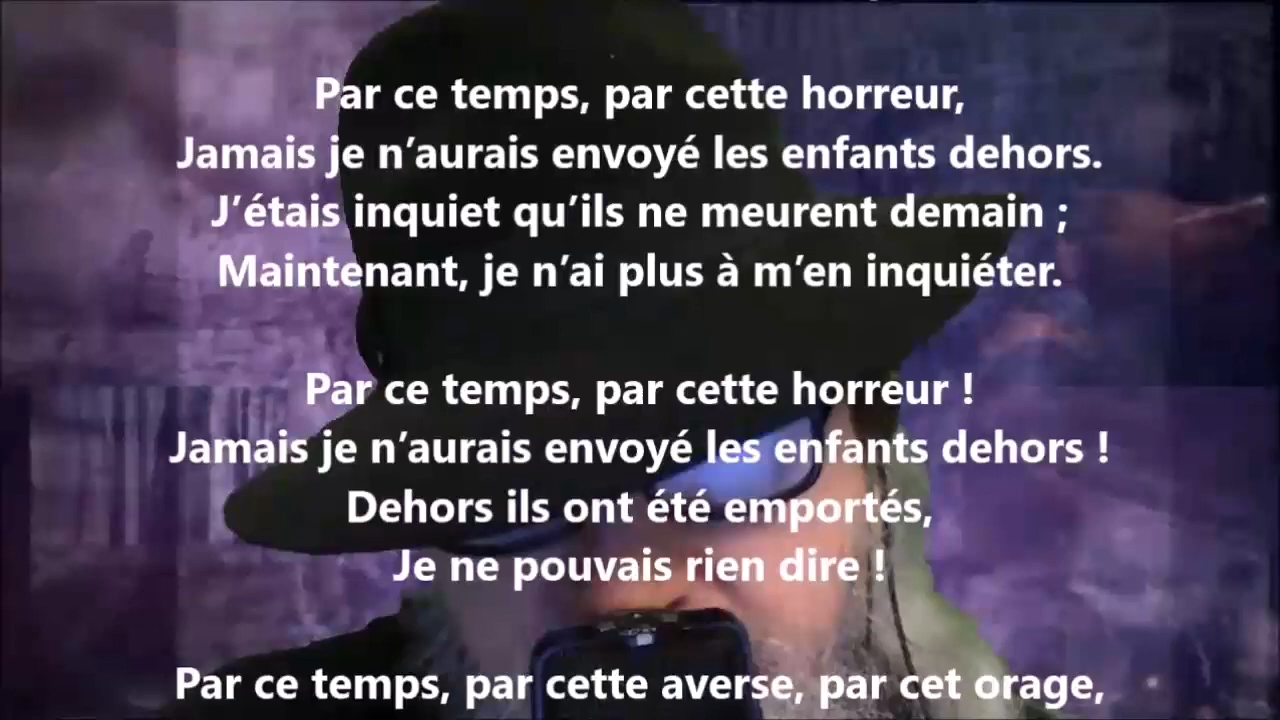 Par ce temps, par cette horreur,
Jamais je n’aurais envoyé les enfants dehors.
J’étais inquiet qu’ils ne meurent demain ;
Maintenant, je n’ai plus à m’en inquiéter.
Par ce temps, par cette horreur !
Jamais je n’aurais envoyé les enfants dehors !
Dehors ils ont été emportés,
Je ne pouvais rien dire !
Par ce temps, par cette averse, par cet orage,